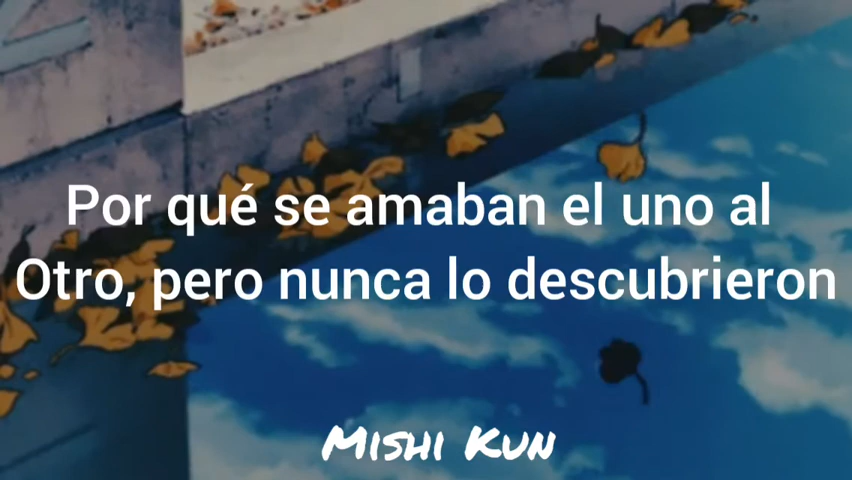 Por qué se amaban el uno al
Otro, pero nunca lo descubrieron
Mishi Kun